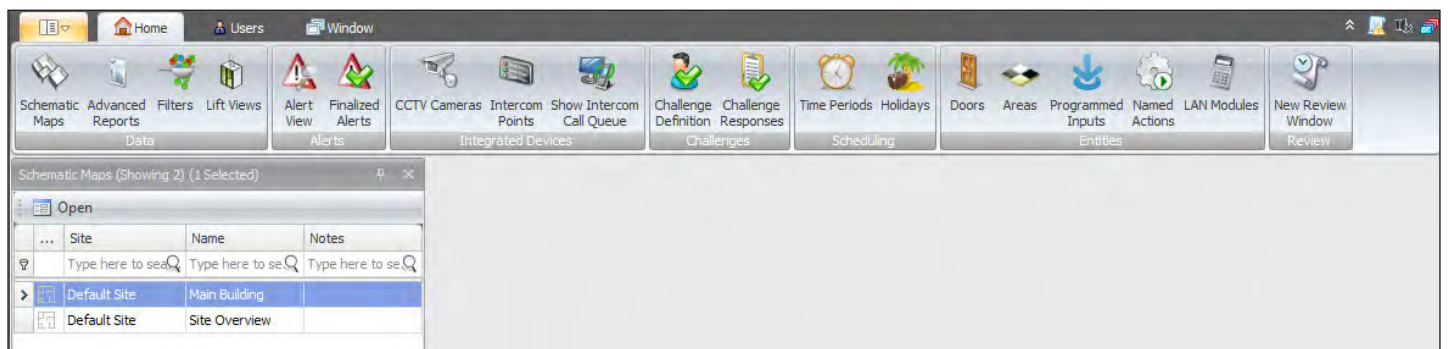 Home
Users
Window
Schematic Maps
Advanced Reports
Filters
Lift Views
Data
Alert View
Finalized Alerts
Alerts
CCTV Cameras
Intercom Points
Show Intercom Call Queue
Integrated Devices
Challenge Definition
Challenge Responses
Challenges
Time Periods
Holidays
Scheduling
Doors
Areas
Programmed Inputs
Named Actions
LAN Modules
Entities
New Review Window
Review
Schematic Maps (Showing 2) (1 Selected)
Open
... Site Name Notes
Type here to sea Type here to se Type here to se
Default Site Main Building
Default Site Site Overview